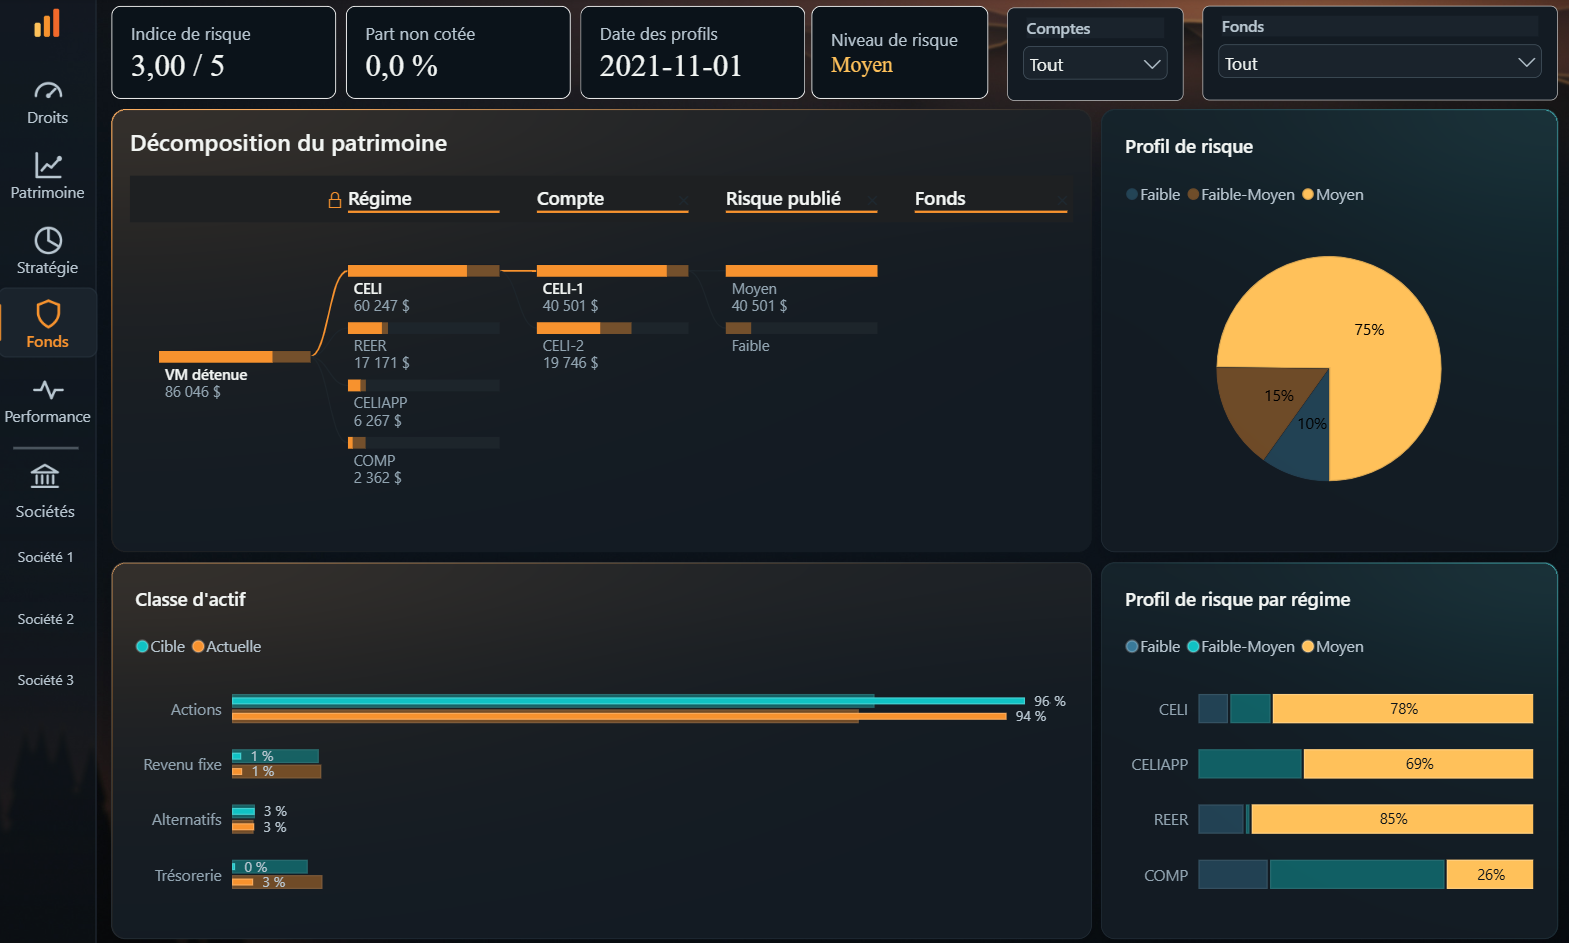 Droits
Patrimoine
Stratégie
Fonds
Performance
Sociétés
Société 1
Société 2
Société 3
Indice de risque
3,00 / 5
Part non cotée
0,0 %
Date des profils
2021-11-01
Niveau de risque
Moyen
Comptes
Tout
Fonds
Tout
Décomposition du patrimoine
Régime
Compte
Risque publié
Fonds
VM détenue
86 046 $
CELI
60 247 $
REER
17 171 $
CELIAPP
6 267 $
COMP
2 362 $
CELI-1
40 501 $
CELI-2
19 746 $
Moyen
40 501 $
Faible
Profil de risque
Faible Faible-Moyen Moyen
75%
15%
10%
Classe d'actif
Cible Actuelle
Actions
96 %
94 %
Revenu fixe
1 %
1 %
Alternatifs
3 %
3 %
Trésorerie
0 %
3 %
Profil de risque par régime
Faible Faible-Moyen Moyen
CELI 78%
CELIAPP 69%
REER 85%
COMP 26%